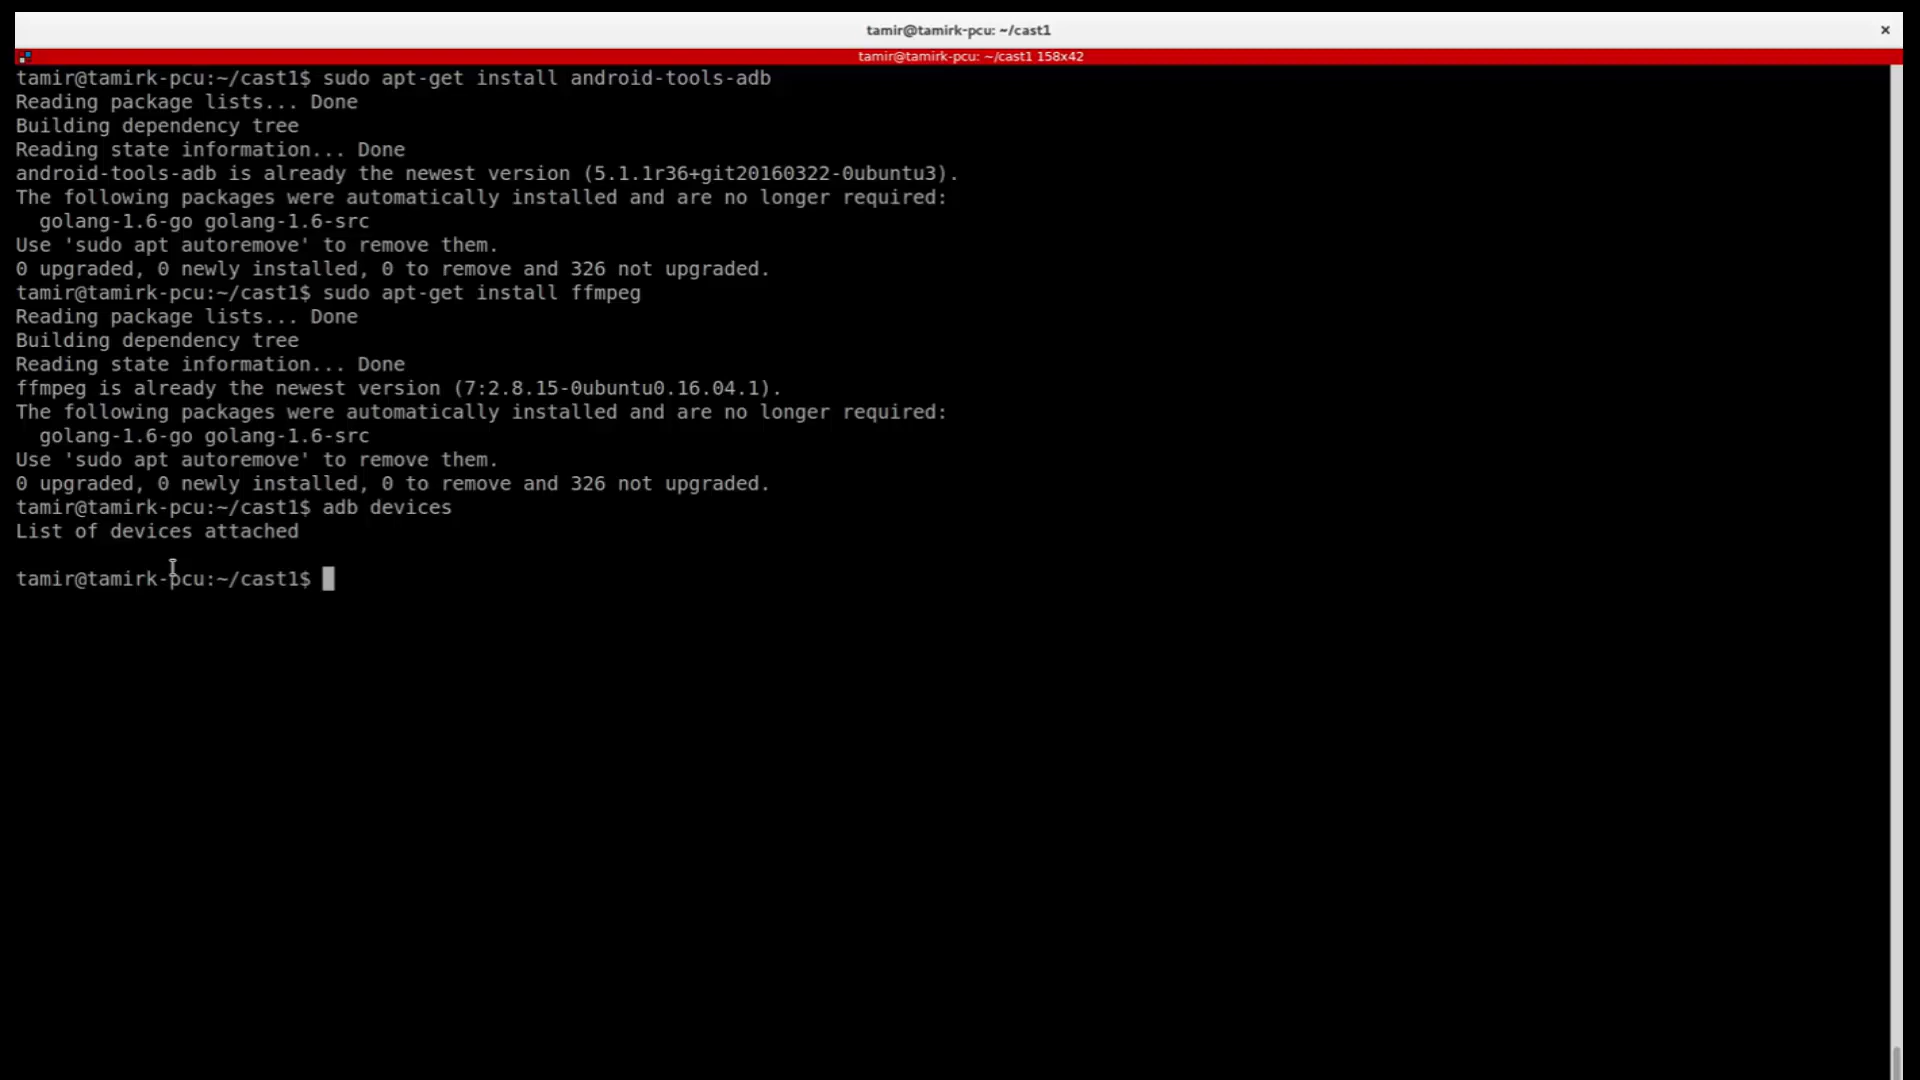 tamir@tamirk-pcu: ~/cast1
tamir@tamirk-pcu: ~/cast1 158x42
tamir@tamirk-pcu:~/cast1$ sudo apt-get install android-tools-adb
Reading package lists... Done
Building dependency tree
Reading state information... Done
android-tools-adb is already the newest version (5.1.1r36+git20160322-0ubuntu3).
The following packages were automatically installed and are no longer required:
  golang-1.6-go golang-1.6-src
Use 'sudo apt autoremove' to remove them.
0 upgraded, 0 newly installed, 0 to remove and 326 not upgraded.
tamir@tamirk-pcu:~/cast1$ sudo apt-get install ffmpeg
Reading package lists... Done
Building dependency tree
Reading state information... Done
ffmpeg is already the newest version (7:2.8.15-0ubuntu0.16.04.1).
The following packages were automatically installed and are no longer required:
  golang-1.6-go golang-1.6-src
Use 'sudo apt autoremove' to remove them.
0 upgraded, 0 newly installed, 0 to remove and 326 not upgraded.
tamir@tamirk-pcu:~/cast1$ adb devices
List of devices attached
tamir@tamirk-pcu:~/cast1$